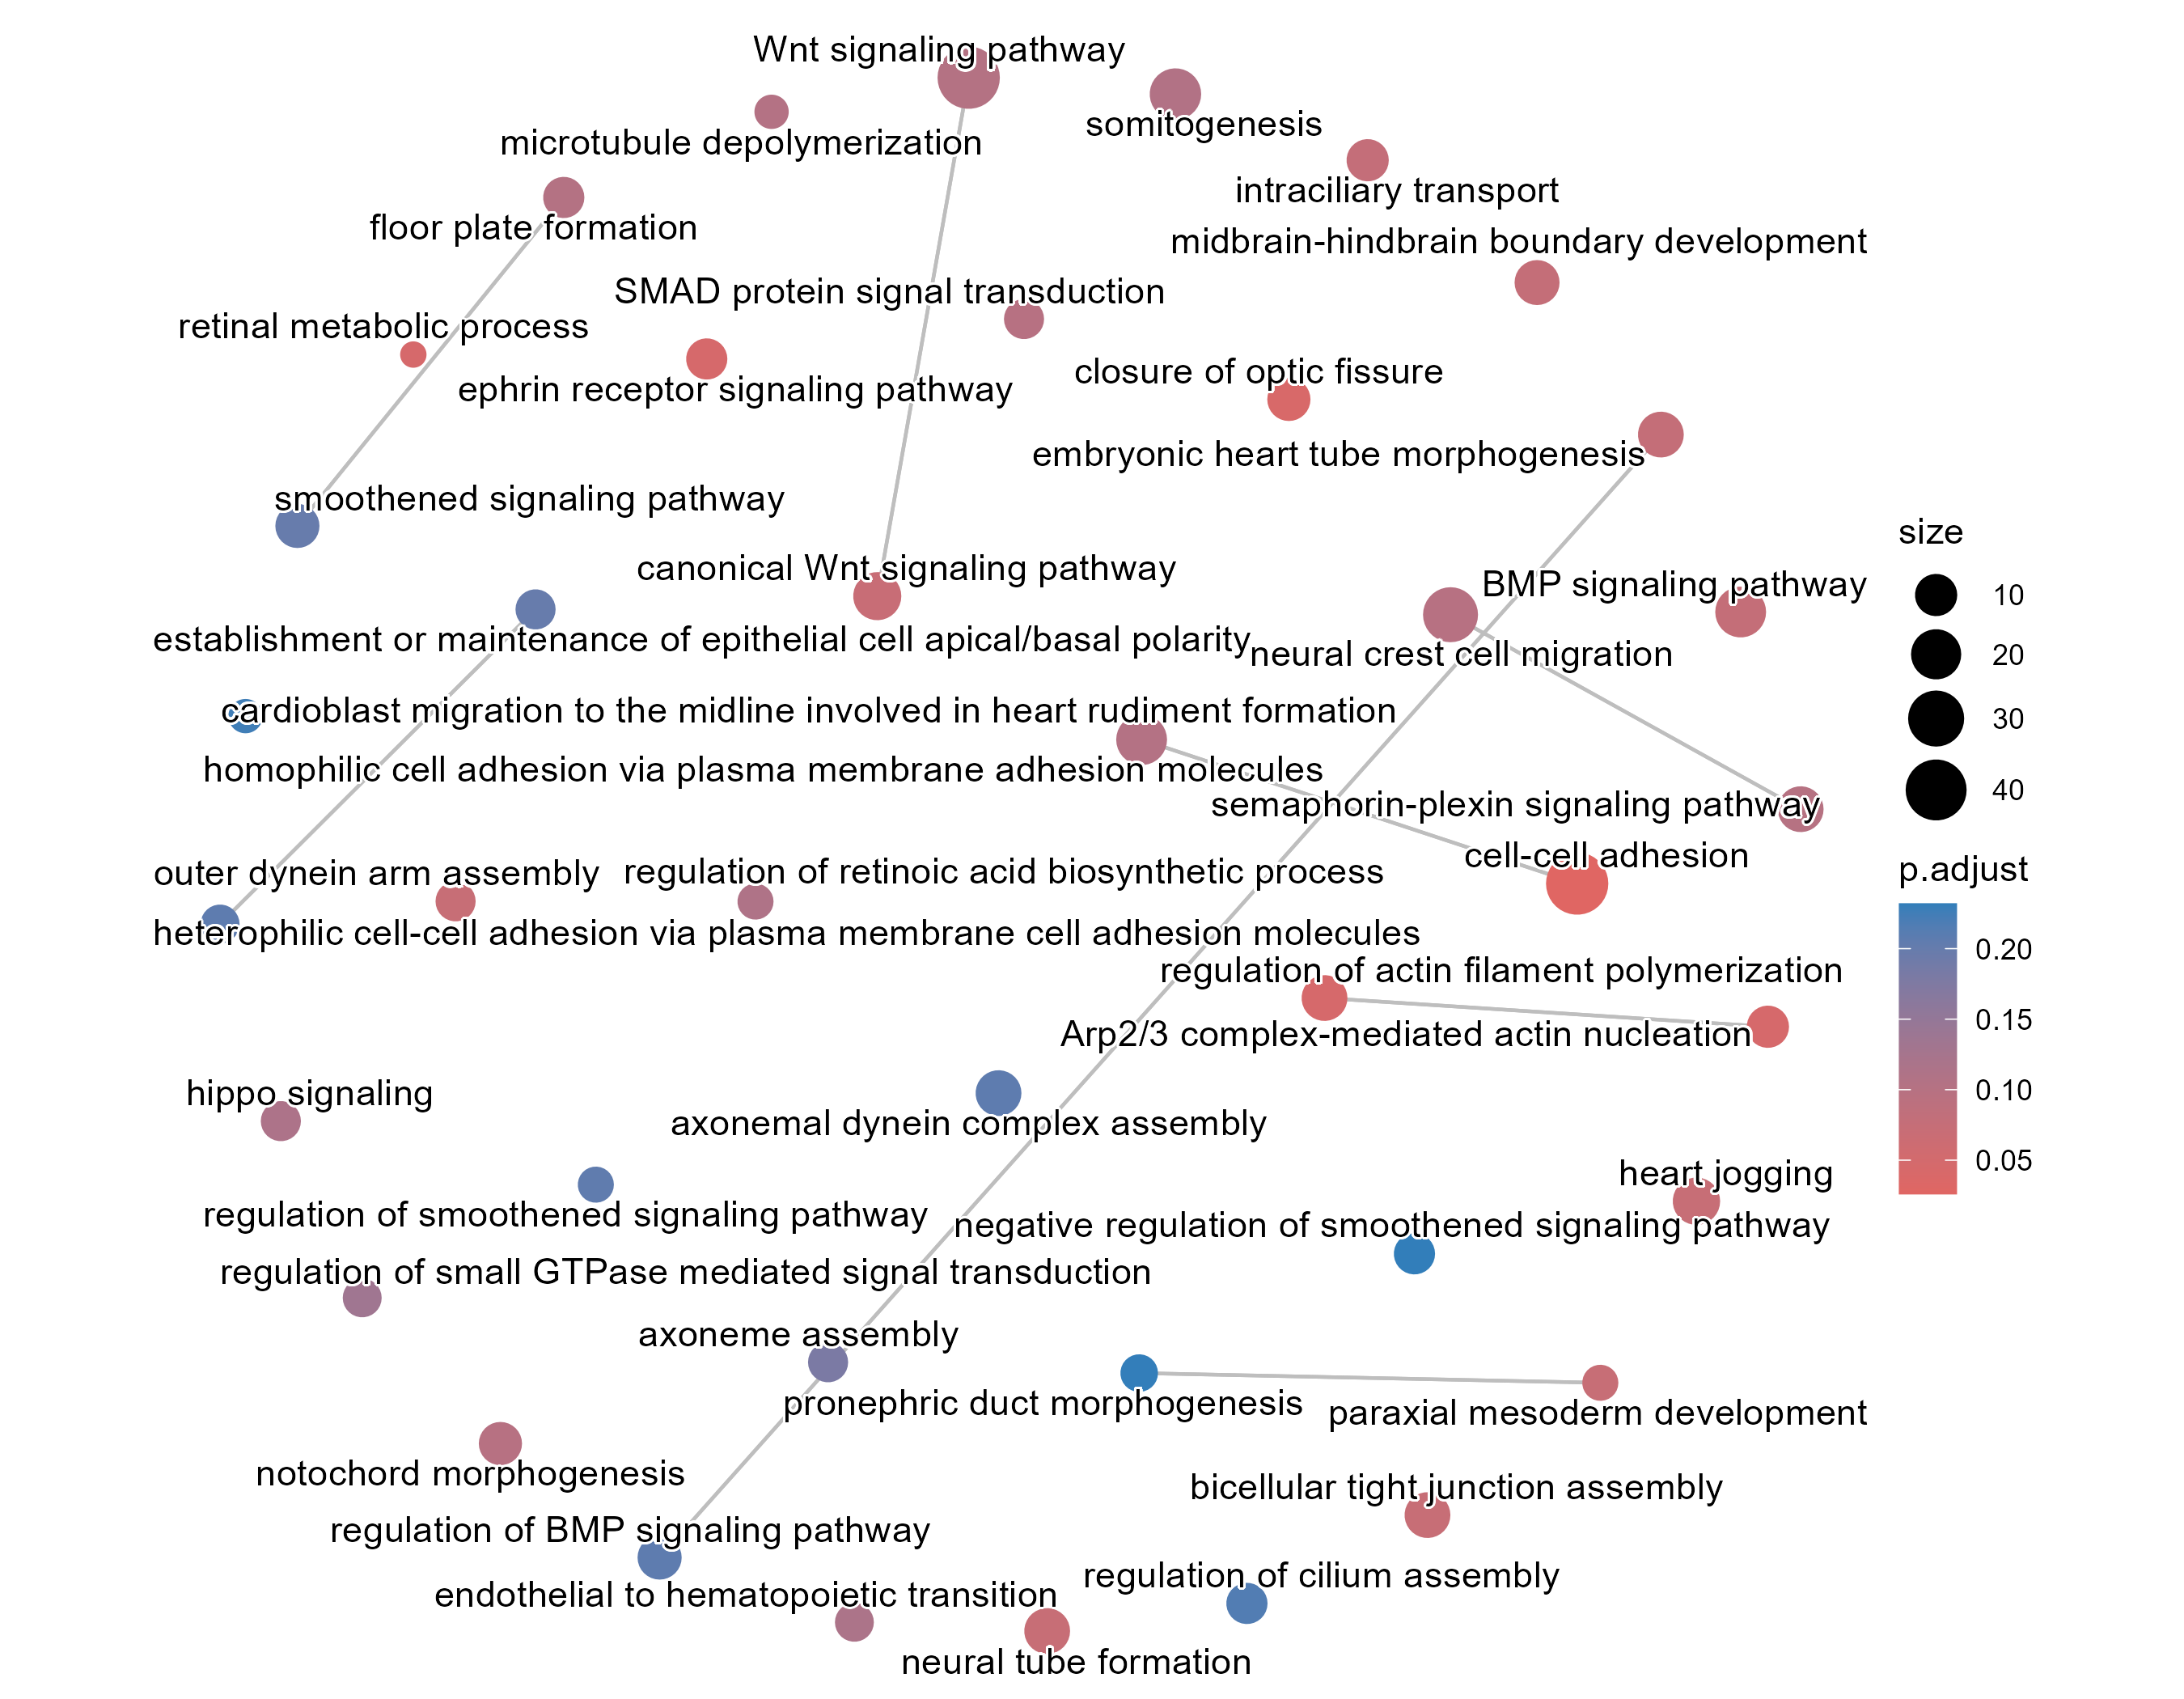 Wnt signaling pathway
somitogenesis
microtubule depolymerization
intraciliary transport
floor plate formation
midbrain-hindbrain boundary development
SMAD protein signal transduction
retinal metabolic process
closure of optic fissure
ephrin receptor signaling pathway
embryonic heart tube morphogenesis
smoothened signaling pathway
canonical Wnt signaling pathway
BMP signaling pathway
establishment or maintenance of epithelial cell apical/basal polarity
neural crest cell migration
cardioblast migration to the midline involved in heart rudiment formation
homophilic cell adhesion via plasma membrane adhesion molecules
semaphorin-plexin signaling pathway
cell-cell adhesion
outer dynein arm assembly
regulation of retinoic acid biosynthetic process
heterophilic cell-cell adhesion via plasma membrane cell adhesion molecules
regulation of actin filament polymerization
Arp2/3 complex-mediated actin nucleation
hippo signaling
axonemal dynein complex assembly
heart jogging
regulation of smoothened signaling pathway
negative regulation of smoothened signaling pathway
regulation of small GTPase mediated signal transduction
axoneme assembly
pronephric duct morphogenesis
paraxial mesoderm development
notochord morphogenesis
bicellular tight junction assembly
regulation of BMP signaling pathway
regulation of cilium assembly
endothelial to hematopoietic transition
neural tube formation
size
10
20
30
40
p.adjust
0.20
0.15
0.10
0.05